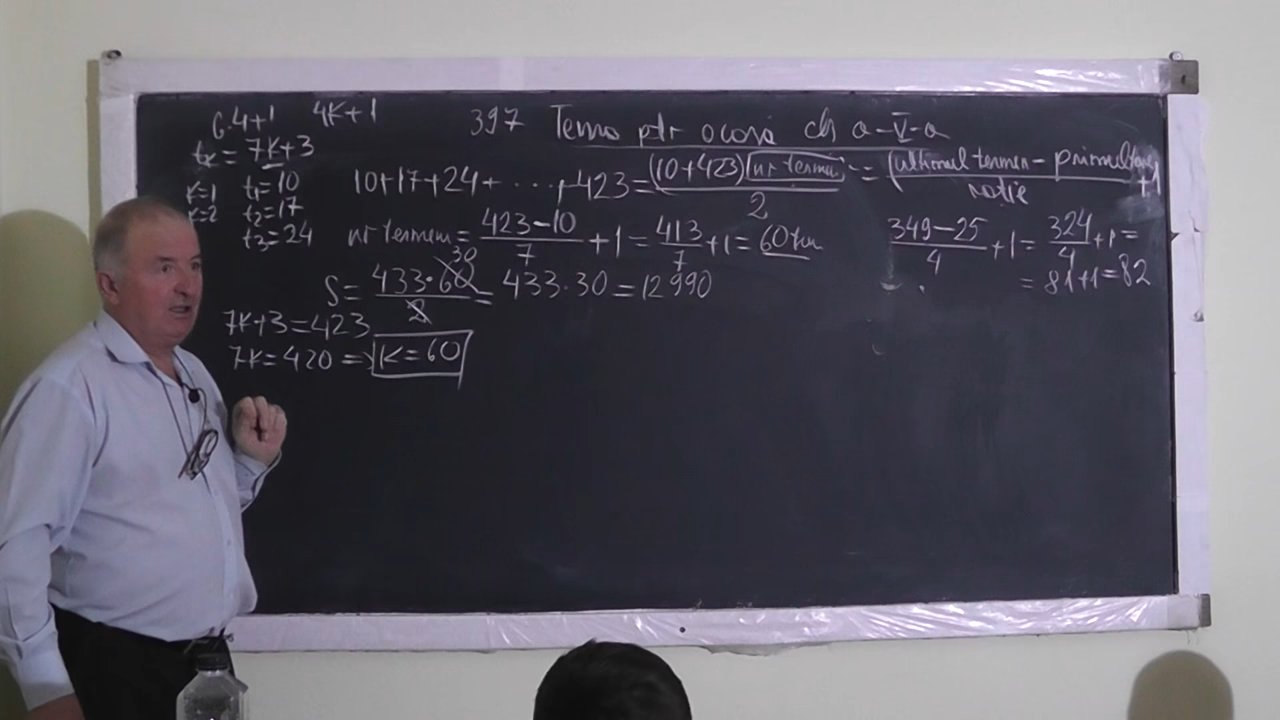 6·4+1 4k+1
397 Tema ptr acasă cls a-V-a
tk = 7k+3
k=1 t1=10
k=2 t2=17
t3=24
10+17+24+....+423 = (10+423)·nr termeni / 2
= (ultimul termen - primul termen) / rație + 1
nr termeni = (423-10)/7 + 1 = 413/7 + 1 = 60 ter
(349-25)/4 + 1 = 324/4 + 1 =
= 81+1=82
S = 433·60/2 = 433·30 = 12990
30
7k+3=423
7k=420 => k=60